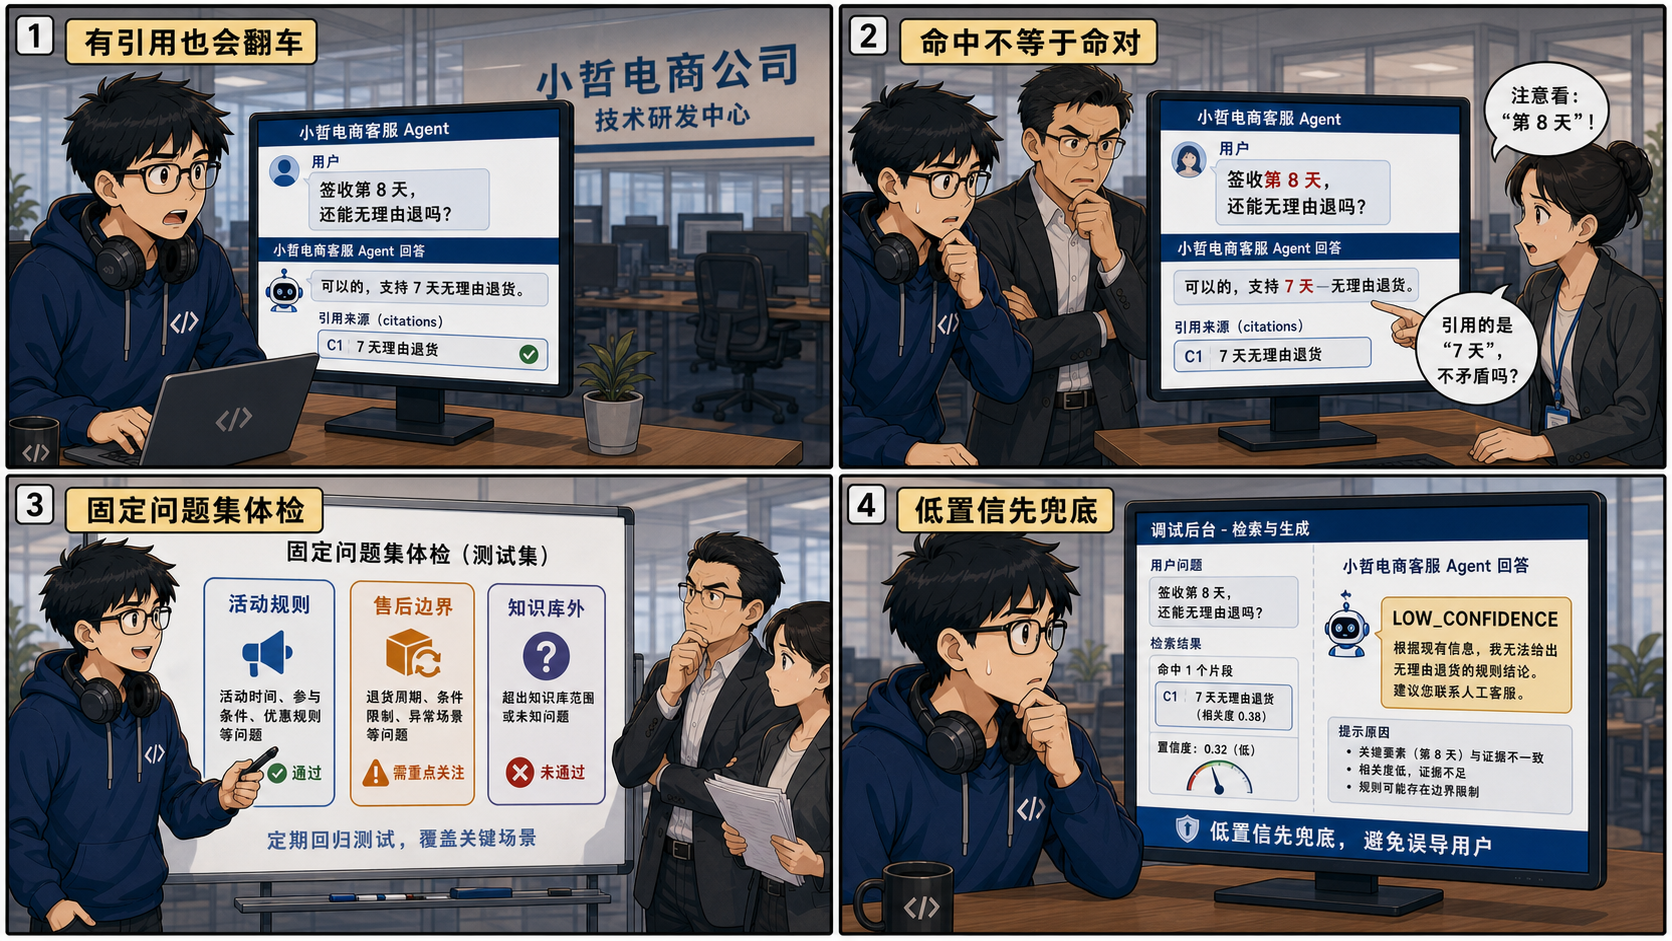 1
有引用也会翻车
小哲电商公司
技术研发中心
小哲电商客服 Agent
用户
签收第 8 天，
还能无理由退吗？
小哲电商客服 Agent 回答
可以的，支持 7 天无理由退货。
引用来源（citations）
C1 7 天无理由退货
</>
</>
</>
2
命中不等于命对
小哲电商客服 Agent
用户
签收第 8 天，
还能无理由退吗？
小哲电商客服 Agent 回答
可以的，支持 7 天—无理由退货。
引用来源（citations）
C1 7 天无理由退货
注意看：
“第 8 天”！
引用的是
“7 天”，
不矛盾吗？
</>
3
固定问题集体检
固定问题集体检（测试集）
活动规则
活动时间、参与
条件、优惠规则
等问题
通过
售后边界
退货周期、条件
限制、异常场景
等问题
需重点关注
知识库外
超出知识库范围
或未知问题
未通过
定期回归测试，覆盖关键场景
</>
4
低置信先兜底
调试后台 - 检索与生成
用户问题
签收第 8 天，
还能无理由退吗？
检索结果
命中 1 个片段
C1 7 天无理由退货
（相关度 0.38）
置信度：0.32（低）
小哲电商客服 Agent 回答
LOW_CONFIDENCE
根据现有信息，我无法给出
无理由退货的规则结论。
建议您联系人工客服。
提示原因
• 关键要素（第 8 天）与证据不一致
• 相关度低，证据不足
• 规则可能存在边界限制
低置信先兜底，避免误导用户
</>
</>